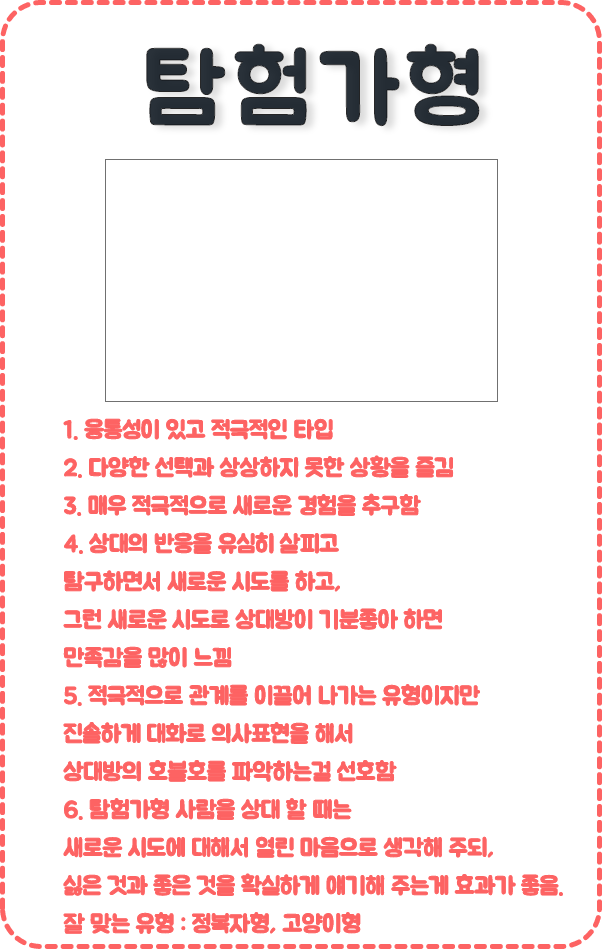 탐험가형
1. 융통성이 있고 적극적인 타입
2. 다양한 선택과 상상하지 못한 상황을 즐김
3. 매우 적극적으로 새로운 경험을 추구함
4. 상대의 반응을 유심히 살피고
탐구하면서 새로운 시도를 하고,
그런 새로운 시도로 상대방이 기분좋아 하면
만족감을 많이 느낌
5. 적극적으로 관계를 이끌어 나가는 유형이지만
진솔하게 대화로 의사표현을 해서
상대방의 호불호를 파악하는걸 선호함
6. 탐험가형 사람을 상대 할 때는
새로운 시도에 대해서 열린 마음으로 생각해 주되,
싫은 것과 좋은 것을 확실하게 얘기해 주는게 효과가 좋음.
잘 맞는 유형 : 정복자형, 고양이형